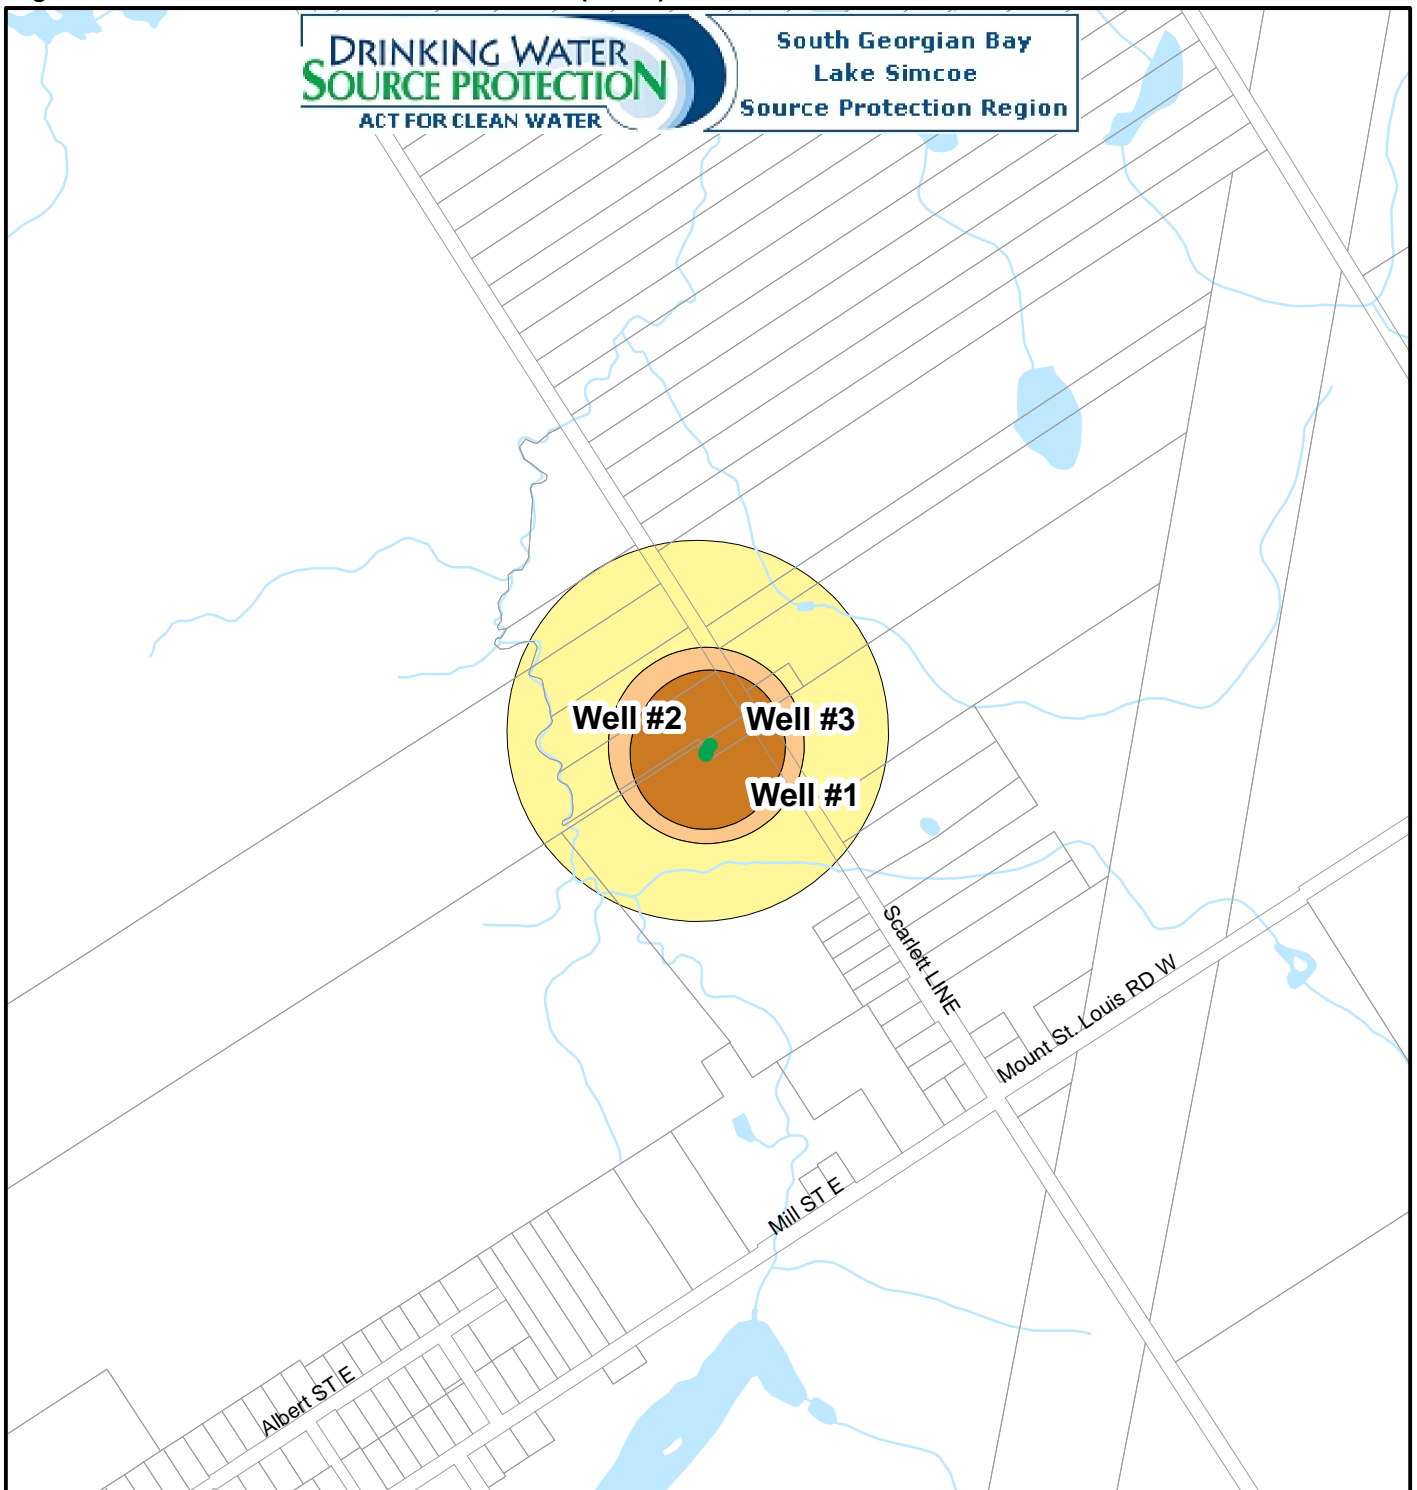 DRINKING WATER
SOURCE PROTECTION
ACT FOR CLEAN WATER
South Georgian Bay
Lake Simcoe
Source Protection Region
Well #2
Well #3
Well #1
Scarlett LINE
Mount St. Louis RD W
Mill ST E
Albert ST E